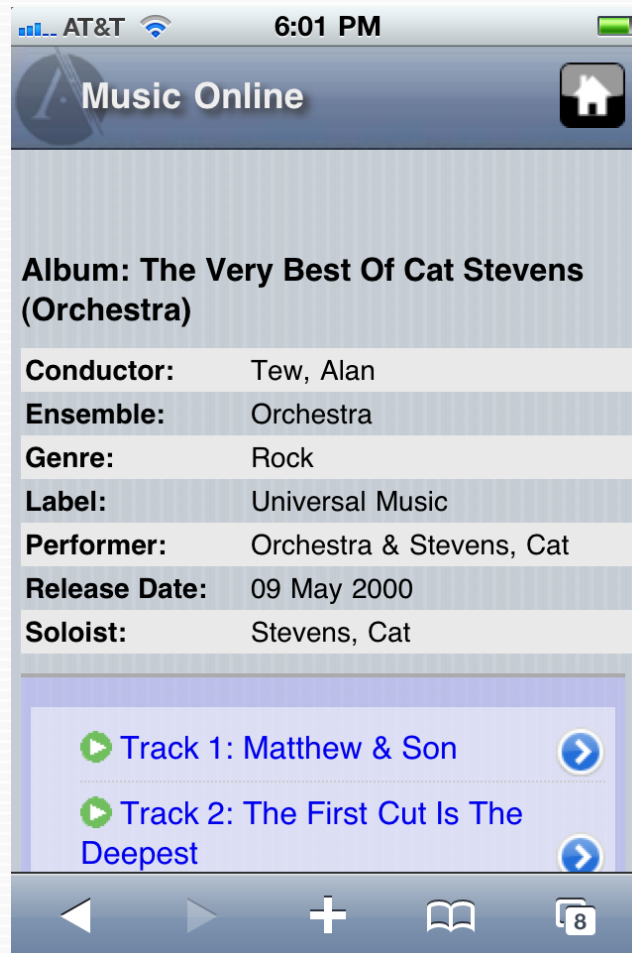 AT&T 6:01 PM
Music Online
Album: The Very Best Of Cat Stevens
(Orchestra)
Conductor: Tew, Alan
Ensemble: Orchestra
Genre: Rock
Label: Universal Music
Performer: Orchestra & Stevens, Cat
Release Date: 09 May 2000
Soloist: Stevens, Cat
Track 1: Matthew & Son
Track 2: The First Cut Is The
Deepest
8